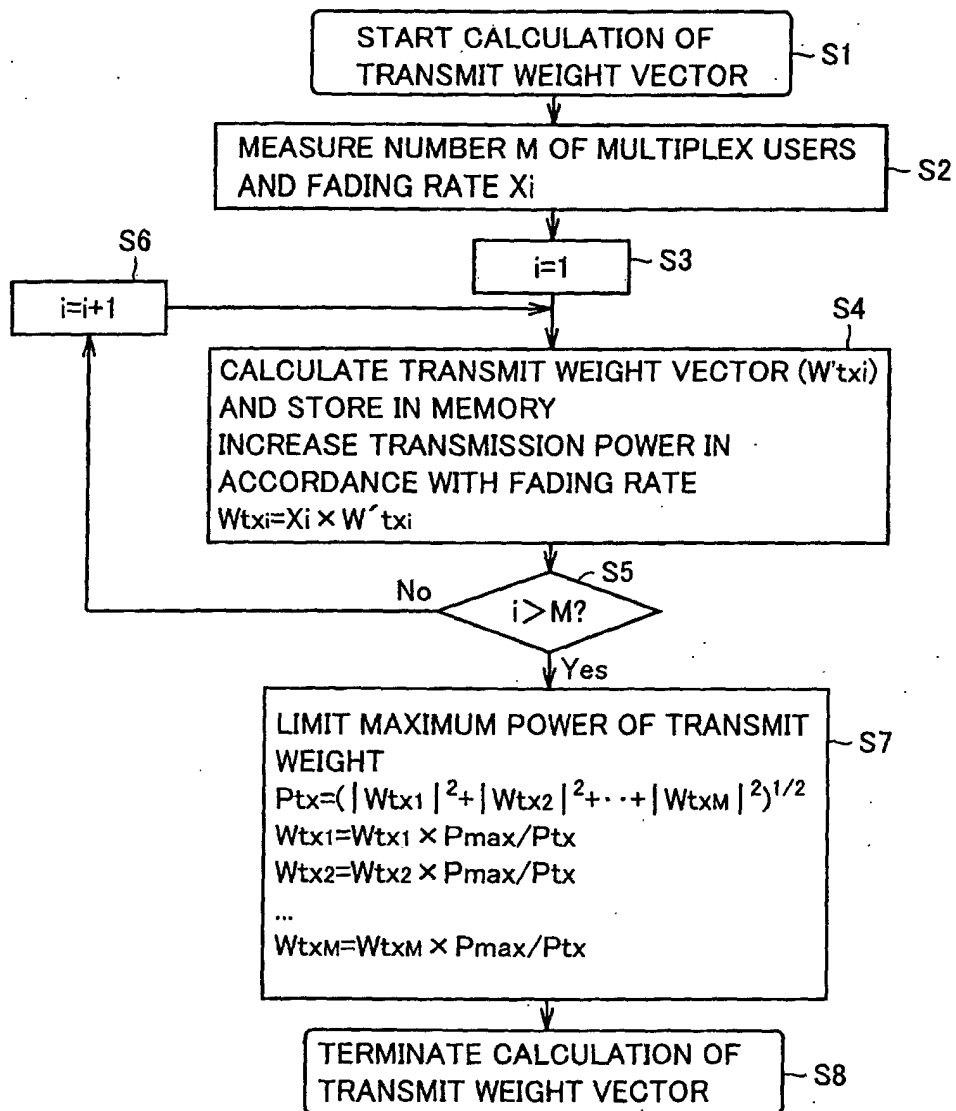 START CALCULATION OF
TRANSMIT WEIGHT VECTOR
S1
MEASURE NUMBER M OF MULTIPLEX USERS
AND FADING RATE Xi
S2
i=1
S3
S6
i=i+1
S4
CALCULATE TRANSMIT WEIGHT VECTOR (W'txi)
AND STORE IN MEMORY
INCREASE TRANSMISSION POWER IN
ACCORDANCE WITH FADING RATE
Wtxi=Xi × W´txi
S5
i>M?
No
Yes
LIMIT MAXIMUM POWER OF TRANSMIT
WEIGHT
Ptx=(|Wtx1|²+|Wtx2|²+··+|WtxM|²)¹/²
Wtx1=Wtx1 × Pmax/Ptx
Wtx2=Wtx2 × Pmax/Ptx
...
WtxM=WtxM × Pmax/Ptx
S7
TERMINATE CALCULATION OF
TRANSMIT WEIGHT VECTOR
S8